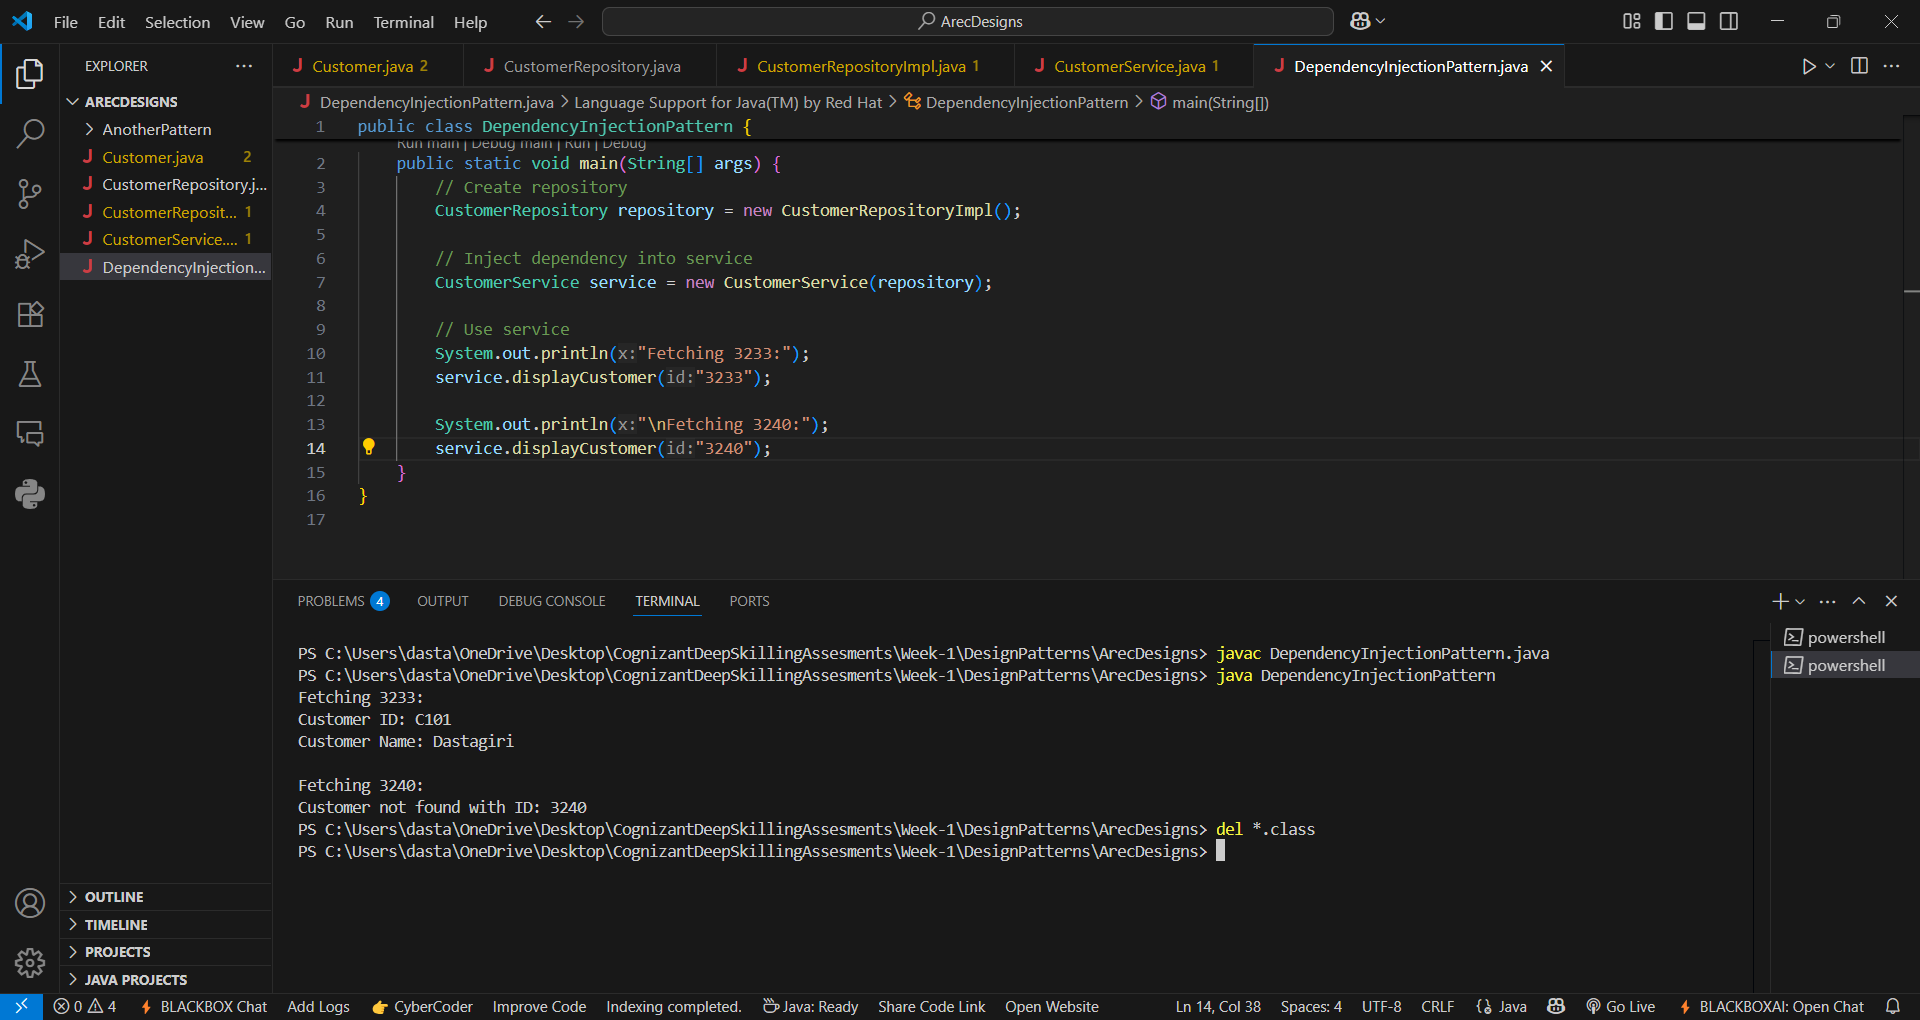 File Edit Selection View Go Run Terminal Help
ArecDesigns
EXPLORER
ARECDESIGNS
AnotherPattern
Customer.java 2
CustomerRepository.j...
CustomerReposit... 1
CustomerService.... 1
DependencyInjection...
OUTLINE
TIMELINE
PROJECTS
JAVA PROJECTS
Customer.java 2 CustomerRepository.java CustomerRepositoryImpl.java 1 CustomerService.java 1 DependencyInjectionPattern.java
DependencyInjectionPattern.java > Language Support for Java(TM) by Red Hat > DependencyInjectionPattern > main(String[])
1 public class DependencyInjectionPattern {
Run main | Debug main | Run | Debug
2 public static void main(String[] args) {
3 // Create repository
4 CustomerRepository repository = new CustomerRepositoryImpl();
5
6 // Inject dependency into service
7 CustomerService service = new CustomerService(repository);
8
9 // Use service
10 System.out.println(x:"Fetching 3233:");
11 service.displayCustomer(id:"3233");
12
13 System.out.println(x:"\nFetching 3240:");
14 service.displayCustomer(id:"3240");
15 }
16 }
17
PROBLEMS 4 OUTPUT DEBUG CONSOLE TERMINAL PORTS
powershell
powershell
PS C:\Users\dasta\OneDrive\Desktop\CognizantDeepSkillingAssesments\Week-1\DesignPatterns\ArecDesigns> javac DependencyInjectionPattern.java
PS C:\Users\dasta\OneDrive\Desktop\CognizantDeepSkillingAssesments\Week-1\DesignPatterns\ArecDesigns> java DependencyInjectionPattern
Fetching 3233:
Customer ID: C101
Customer Name: Dastagiri
Fetching 3240:
Customer not found with ID: 3240
PS C:\Users\dasta\OneDrive\Desktop\CognizantDeepSkillingAssesments\Week-1\DesignPatterns\ArecDesigns> del *.class
PS C:\Users\dasta\OneDrive\Desktop\CognizantDeepSkillingAssesments\Week-1\DesignPatterns\ArecDesigns>
0 4 BLACKBOX Chat Add Logs CyberCoder Improve Code Indexing completed. Java: Ready Share Code Link Open Website Ln 14, Col 38 Spaces: 4 UTF-8 CRLF Java Go Live BLACKBOXAI: Open Chat